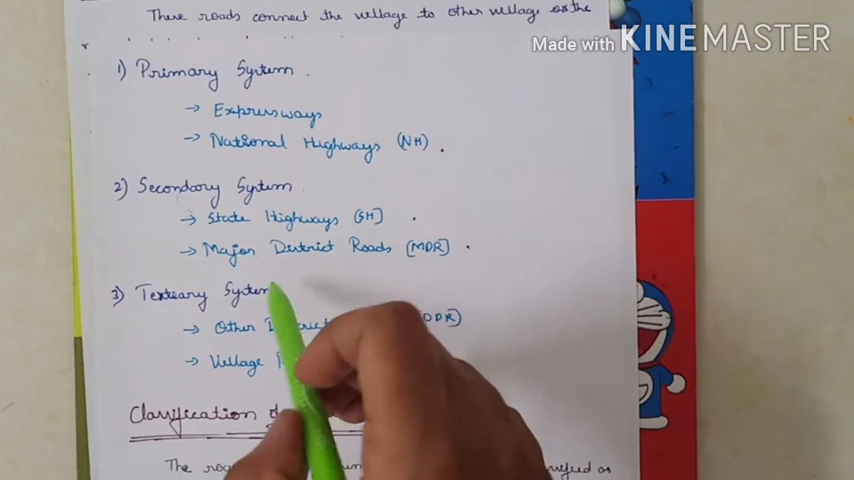 These roads connect the village to other village or the
Made with KINEMASTER
1) Primary System.
→ Expressways
→ National Highways (NH).
2) Secondary System.
→ State Highways (SH].
→ Major District Roads [MDR].
3) Tertiary System
→ Other District
→ Village
Classification
The